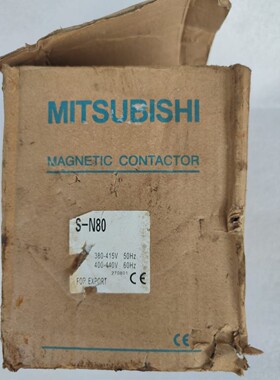 MITSUBISHI
MAGNETIC CONTACTOR
S-N80
380-415V 50Hz
400-440V 60Hz
FOR EXPORT CE
CE